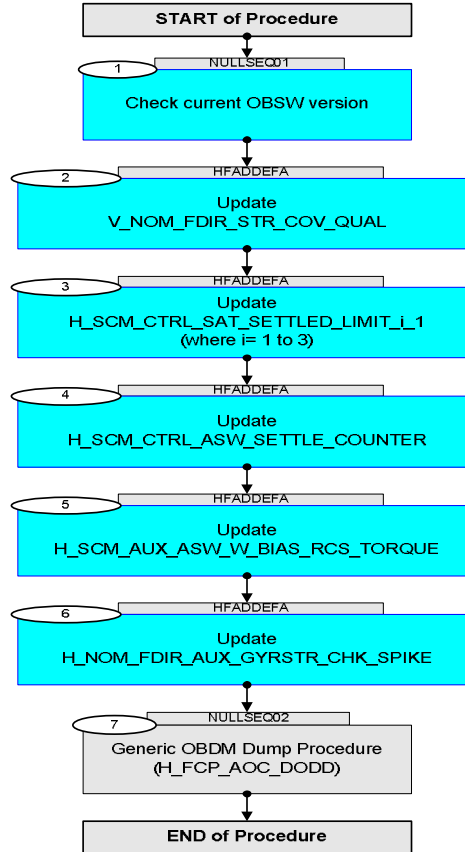 START of Procedure
NULLSEQ01
1
Check current OBSW version
HFADDEFA
2
Update
V_NOM_FDIR_STR_COV_QUAL
HFADDEFA
3
Update
H_SCM_CTRL_SAT_SETTLED_LIMIT_i_1
(where i= 1 to 3)
HFADDEFA
4
Update
H_SCM_CTRL_ASW_SETTLE_COUNTER
HFADDEFA
5
Update
H_SCM_AUX_ASW_W_BIAS_RCS_TORQUE
HFADDEFA
6
Update
H_NOM_FDIR_AUX_GYRSTR_CHK_SPIKE
NULLSEQ02
7
Generic OBDM Dump Procedure
(H_FCP_AOC_DODD)
END of Procedure